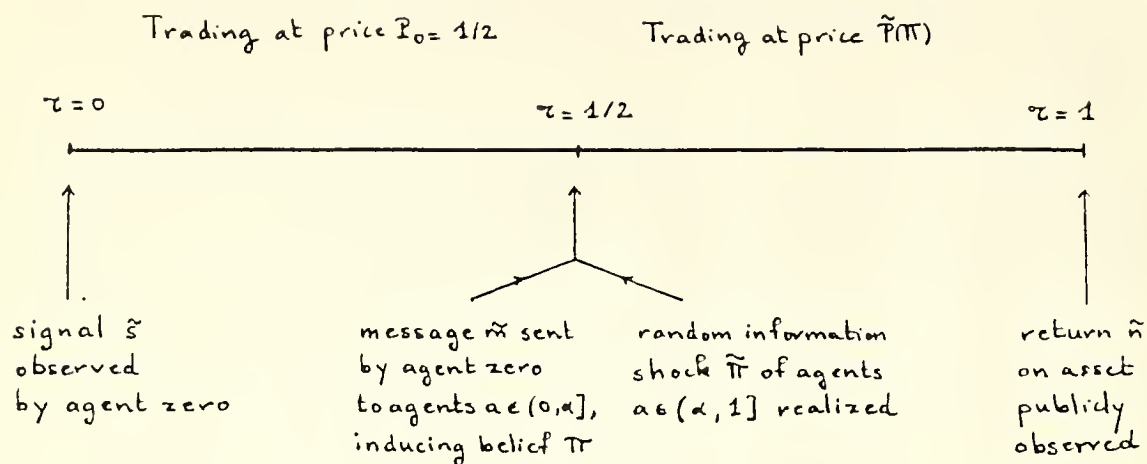 Trading at price P₀ = 1/2
Trading at price P̃(π)
τ = 0
τ = 1/2
τ = 1
signal s̃
observed
by agent zero
message m̃ sent
by agent zero
to agents a ∈ (0, α],
inducing belief π
random information
shock π̃ of agents
a ∈ (α, 1] realized
return ñ
on asset
publicly
observed